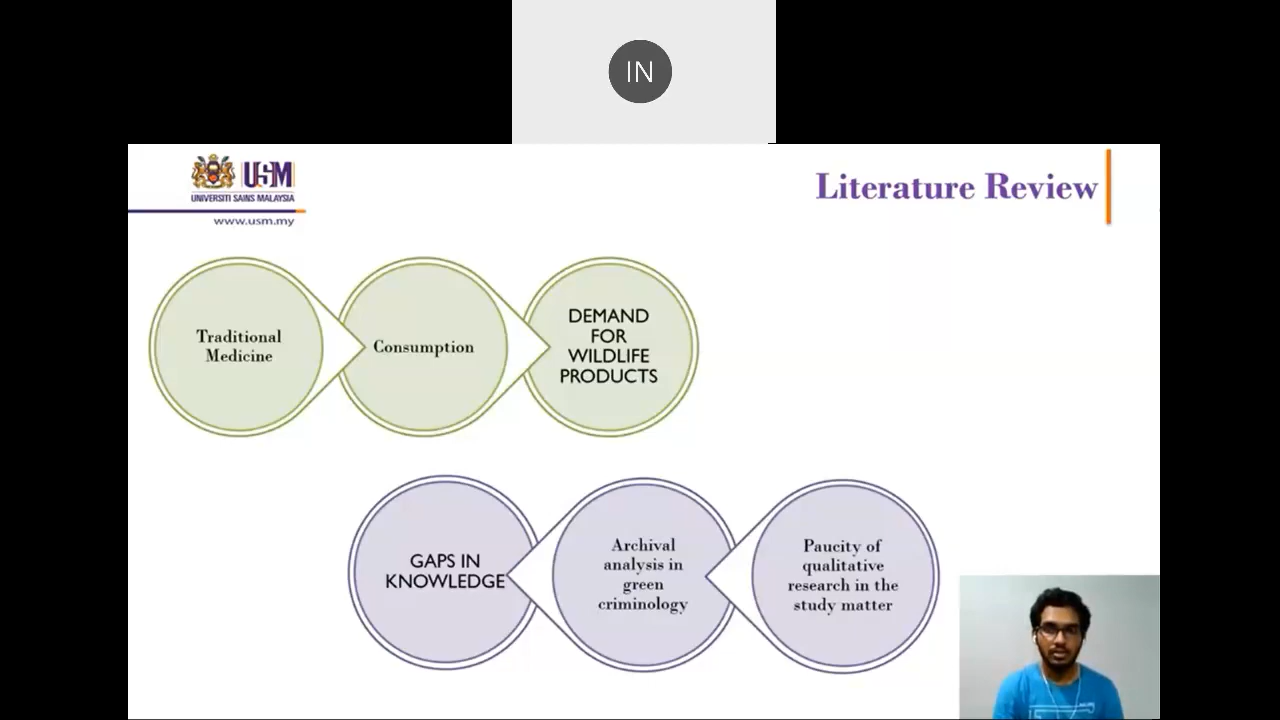 IN
USM
UNIVERSITI SAINS MALAYSIA
www.usm.my
Literature Review
Traditional
Medicine
Consumption
DEMAND
FOR
WILDLIFE
PRODUCTS
GAPS IN
KNOWLEDGE
Archival
analysis in
green
criminology
Paucity of
qualitative
research in the
study matter